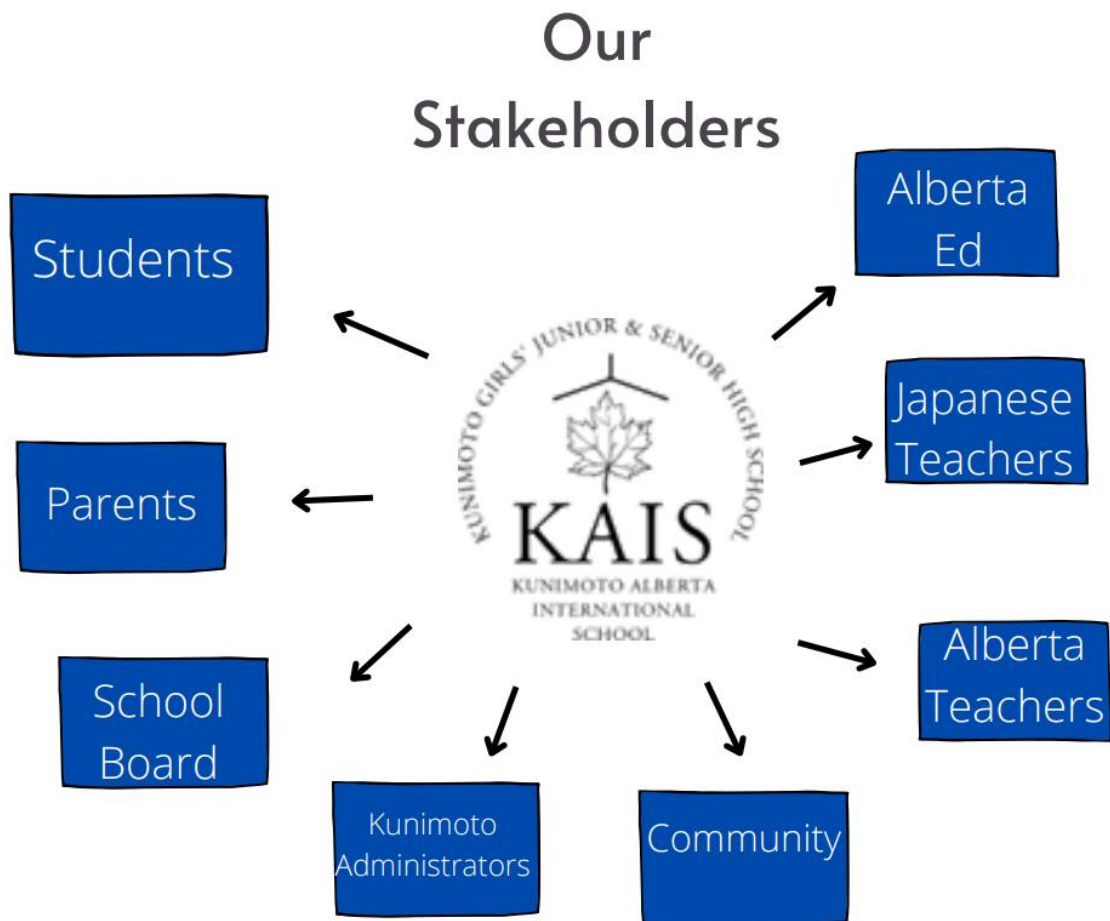 Our
Stakeholders
Students
Parents
School
Board
Kunimoto
Administrators
Community
Alberta
Teachers
Japanese
Teachers
Alberta
Ed
KUNIMOTO GIRLS' JUNIOR & SENIOR HIGH SCHOOL
KAIS
KUNIMOTO ALBERTA
INTERNATIONAL
SCHOOL